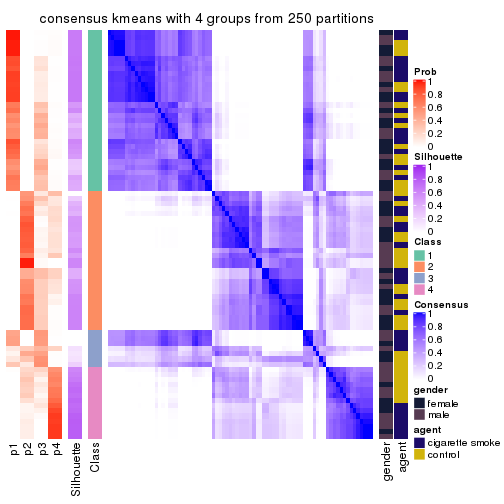 consensus kmeans with 4 groups from 250 partitions
Prob
1
0.8
0.6
0.4
0.2
0
Silhouette
1
0.8
0.6
0.4
0.2
0
Class
1
2
3
4
Consensus
1
0.8
0.6
0.4
0.2
0
gender
female
male
agent
cigarette smoke
control
p1
p2
p3
p4
Silhouette
Class
gender
agent